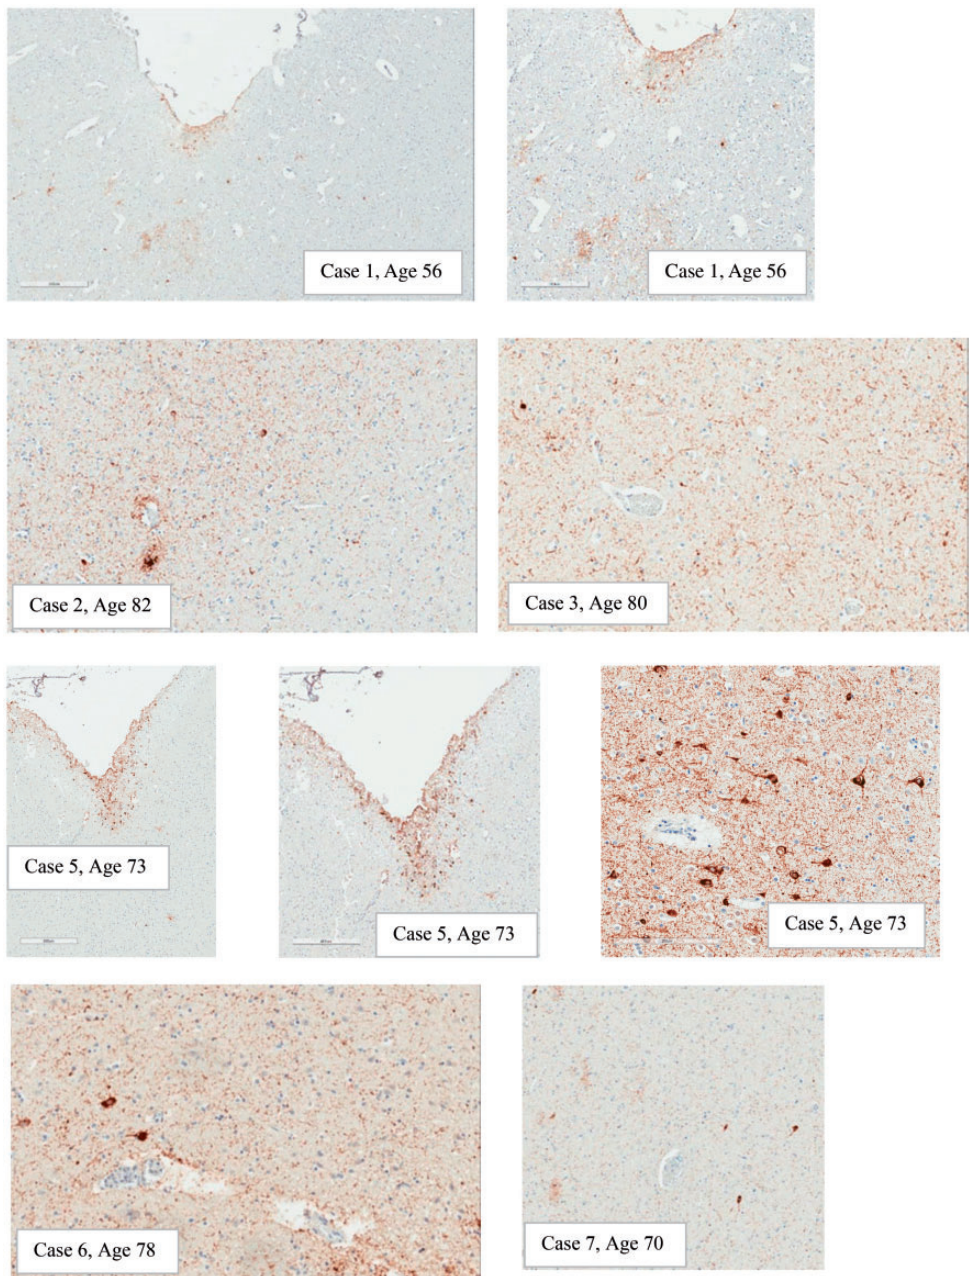 Case 1, Age 56
Case 1, Age 56
Case 2, Age 82
Case 3, Age 80
Case 5, Age 73
Case 5, Age 73
Case 5, Age 73
Case 6, Age 78
Case 7, Age 70